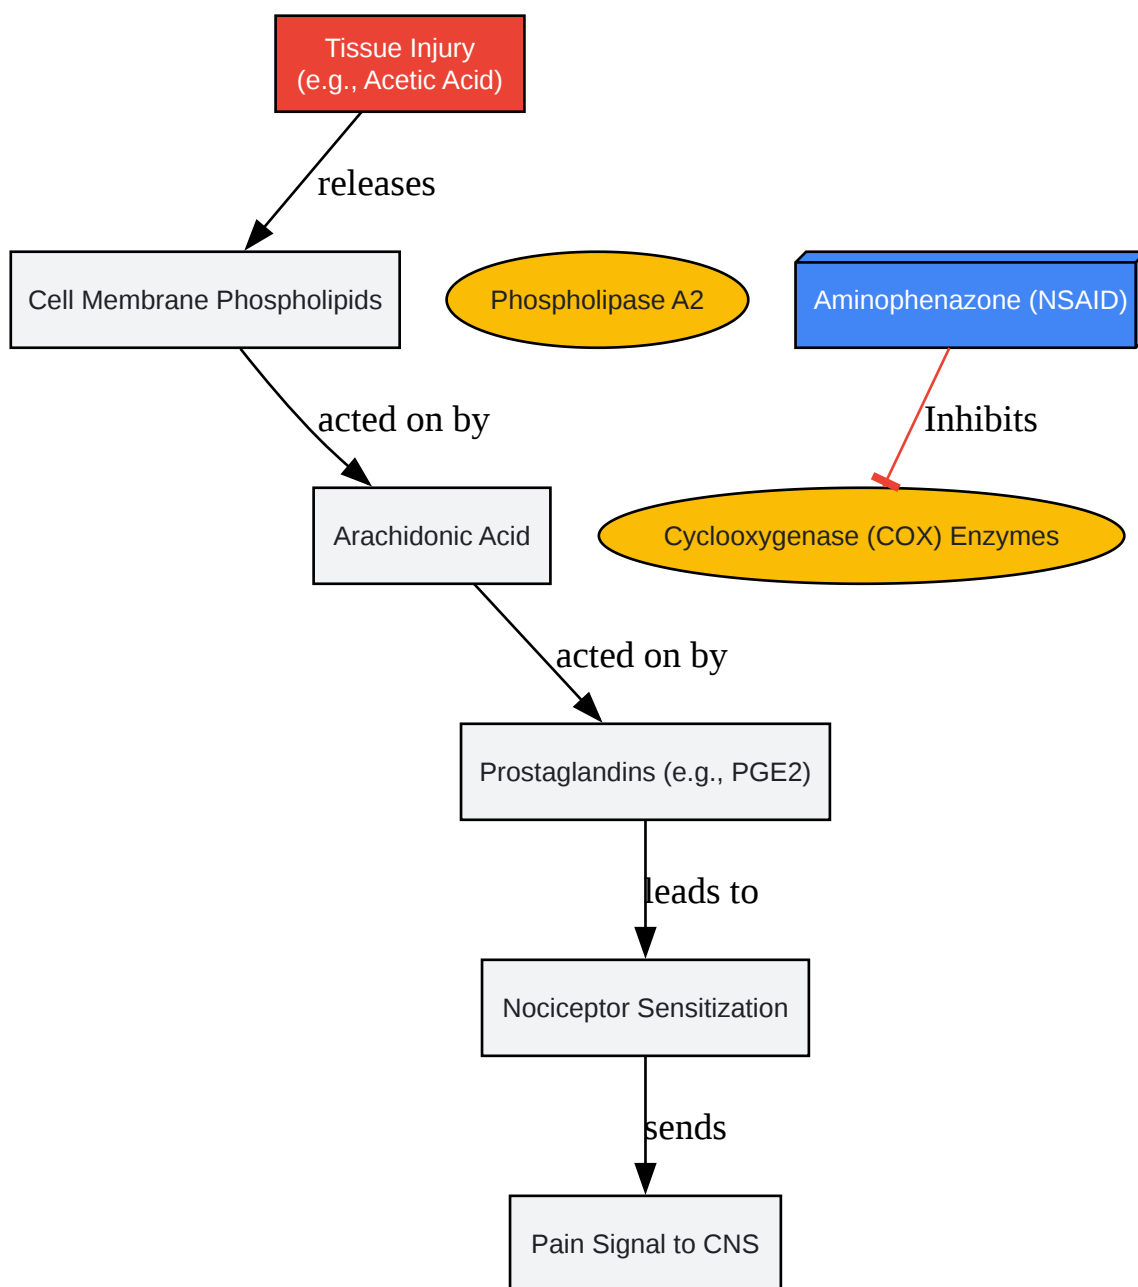 Tissue Injury
(e.g., Acetic Acid)
releases
Cell Membrane Phospholipids
Phospholipase A2
Aminophenazone (NSAID)
acted on by
Inhibits
Arachidonic Acid
Cyclooxygenase (COX) Enzymes
acted on by
Prostaglandins (e.g., PGE2)
leads to
Nociceptor Sensitization
sends
Pain Signal to CNS